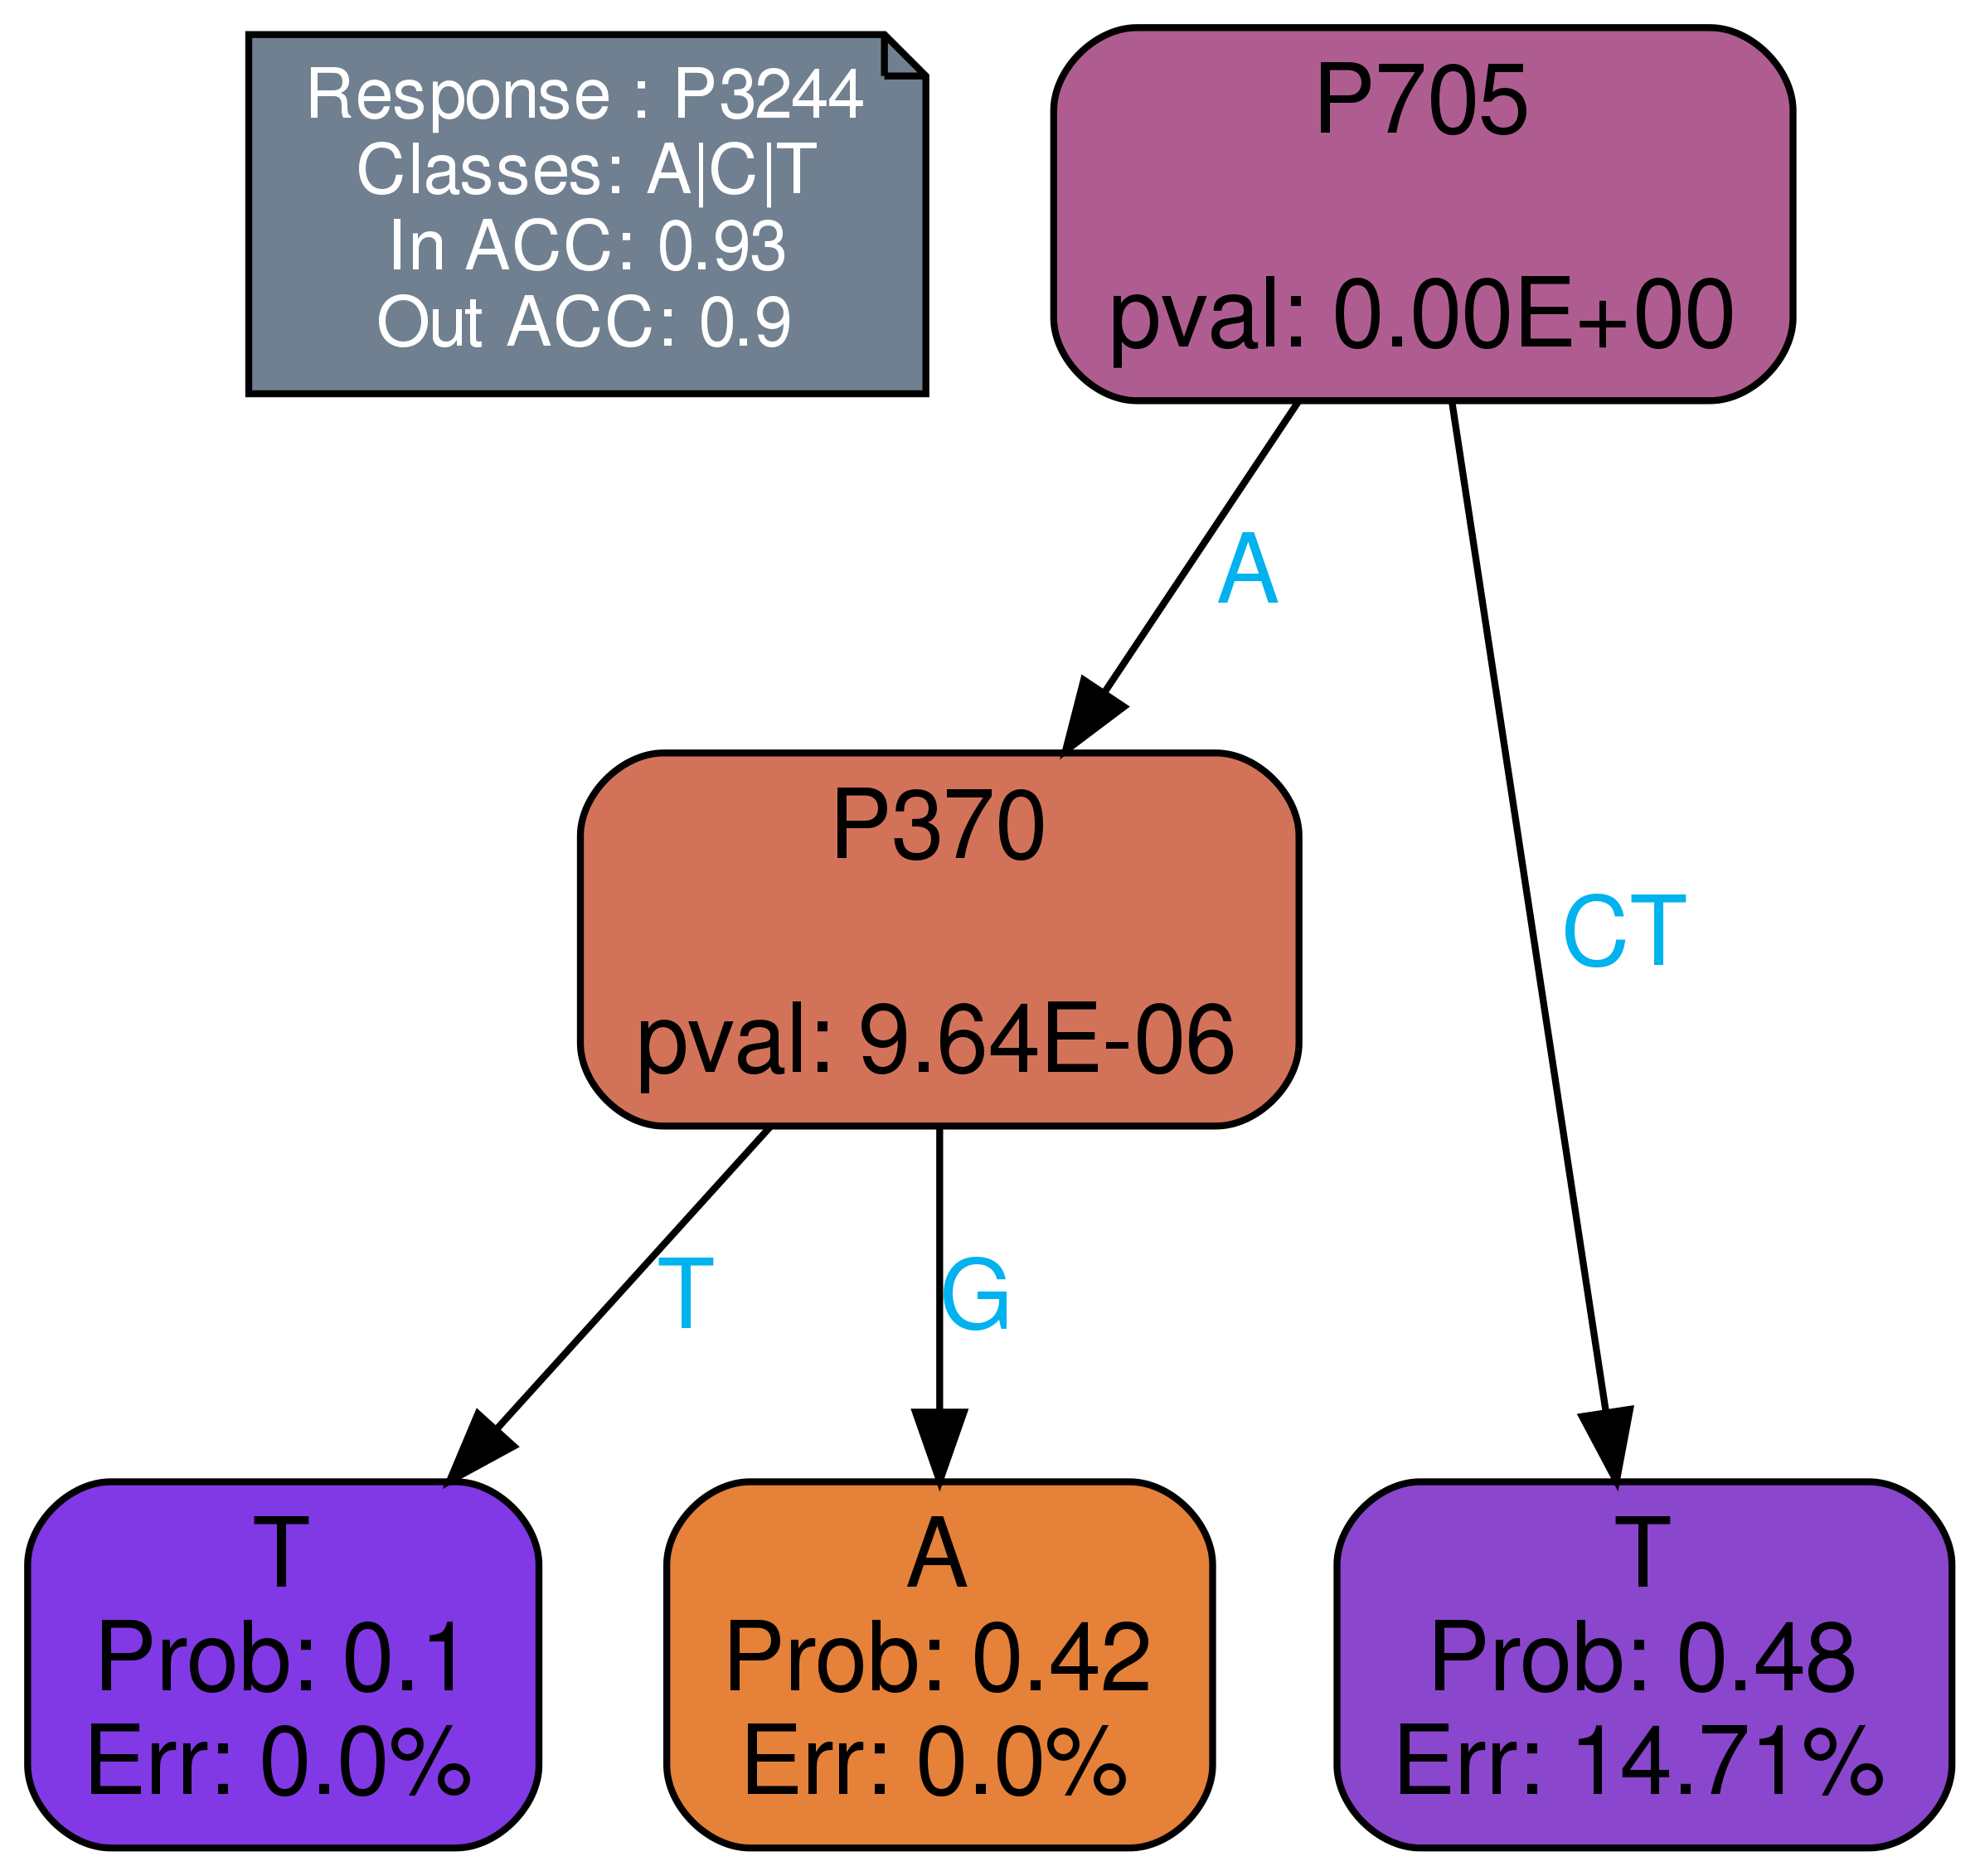 Response : P3244
Classes: A|C|T
In ACC: 0.93
Out ACC: 0.9
P705
pval: 0.00E+00
A
CT
P370
pval: 9.64E-06
T
G
T
Prob: 0.1
Err: 0.0%
A
Prob: 0.42
Err: 0.0%
T
Prob: 0.48
Err: 14.71%